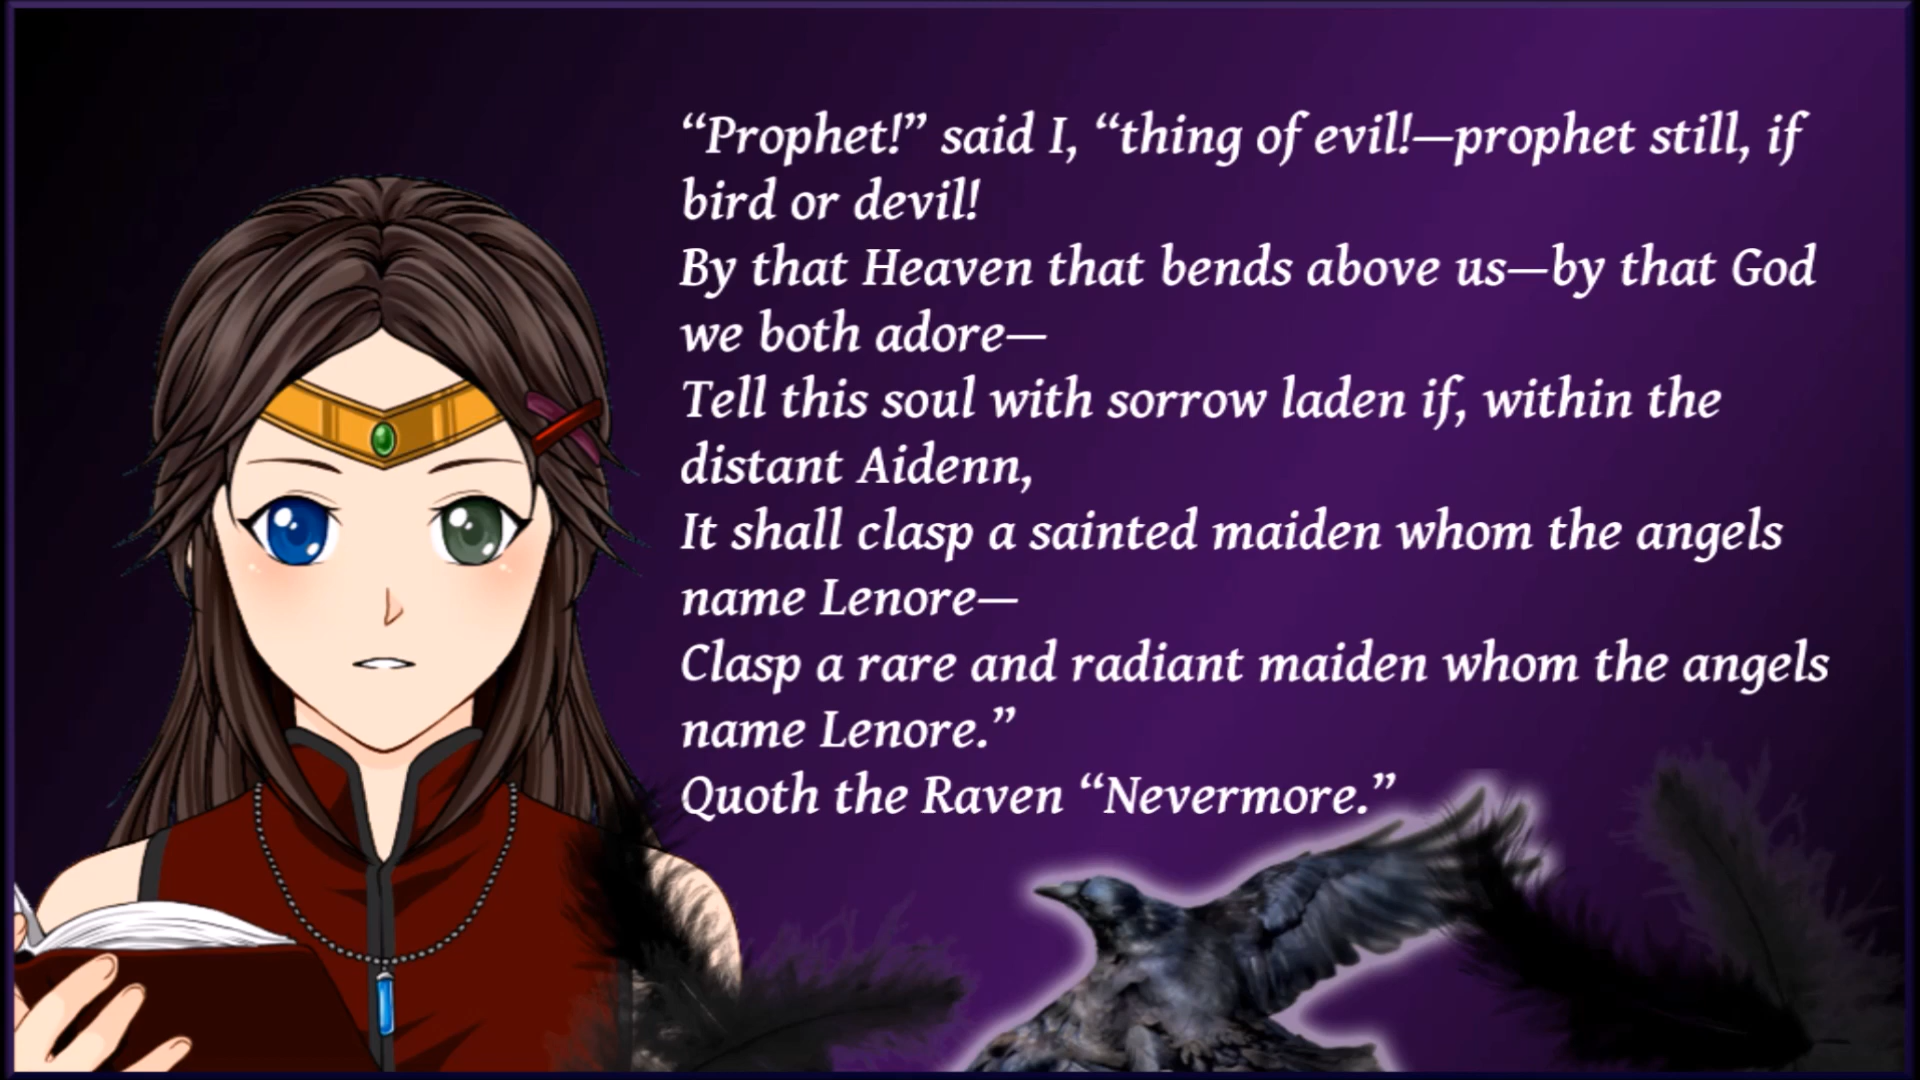 “Prophet!” said I, “thing of evil!—prophet still, if
bird or devil!
By that Heaven that bends above us—by that God
we both adore—
Tell this soul with sorrow laden if, within the
distant Aidenn,
It shall clasp a sainted maiden whom the angels
name Lenore—
Clasp a rare and radiant maiden whom the angels
name Lenore.”
Quoth the Raven “Nevermore.”